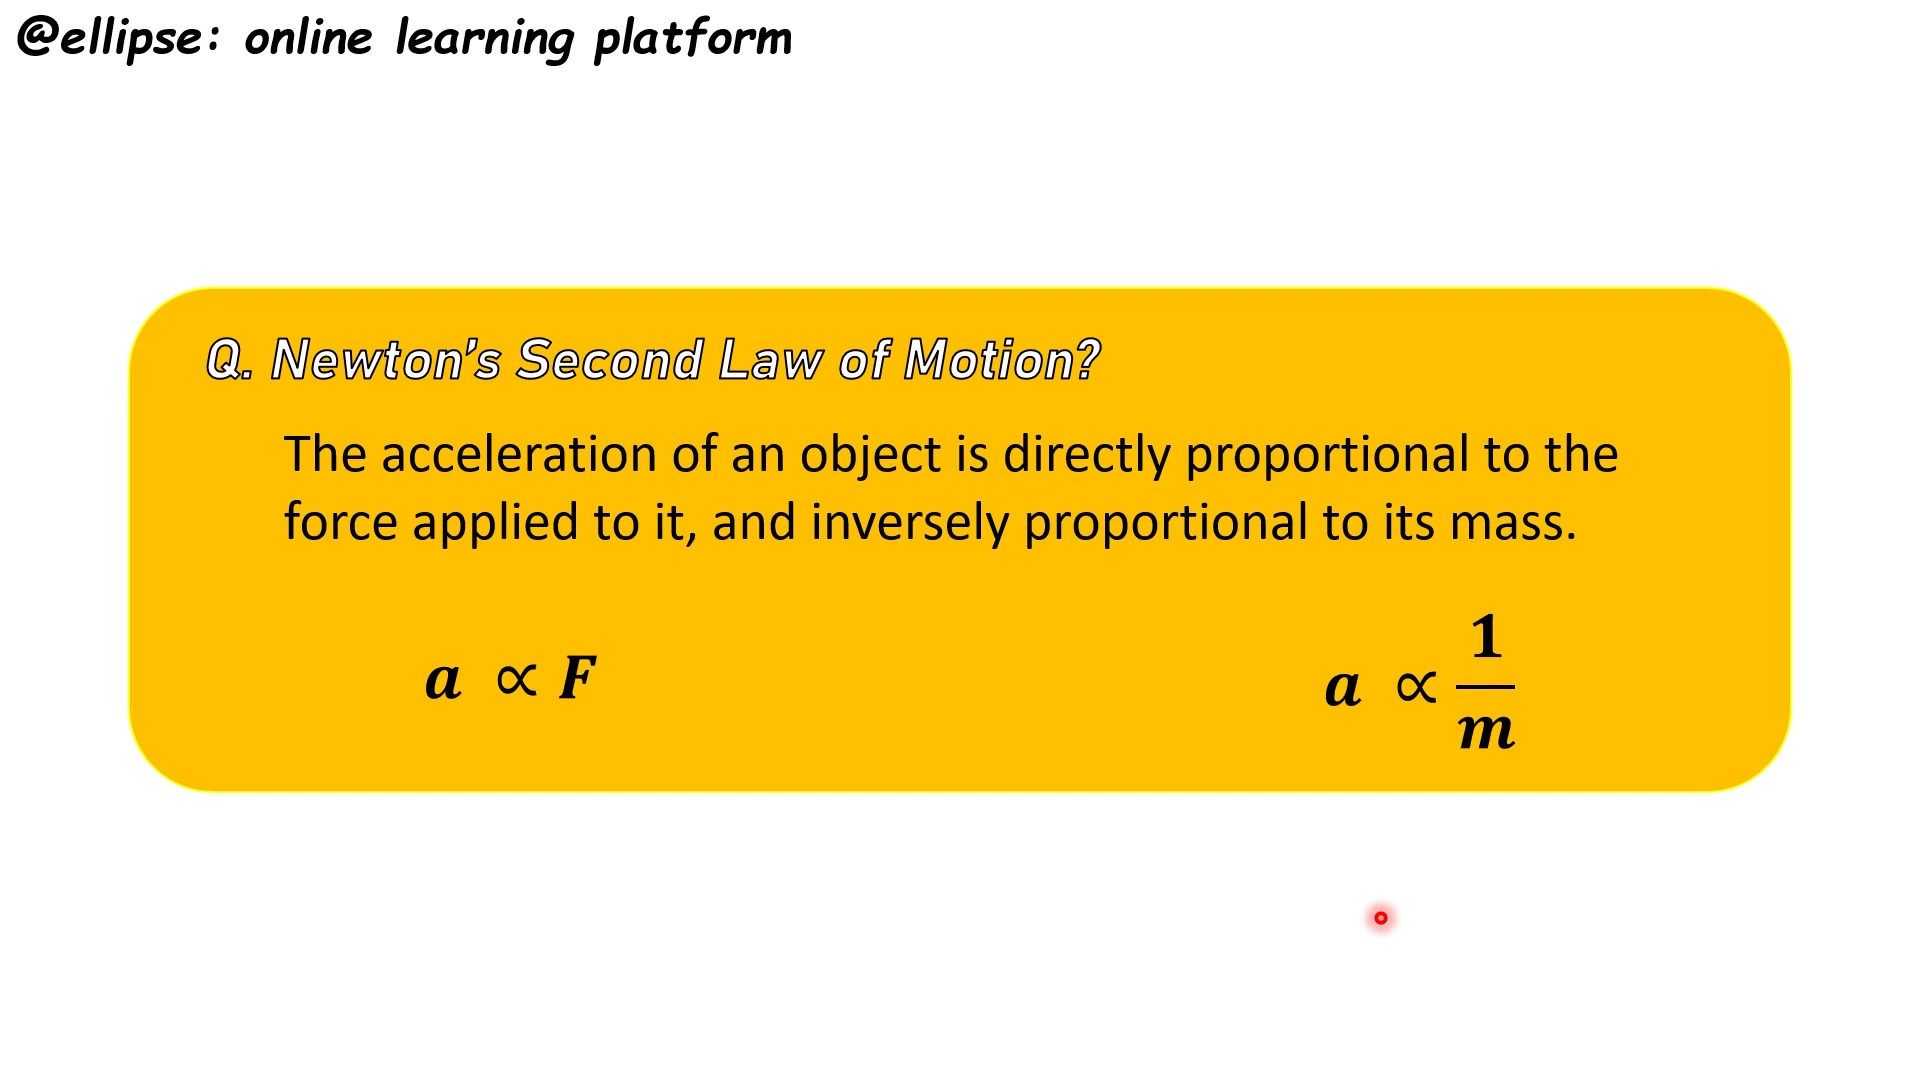 @ellipse: online learning platform
Q. Newton's Second Law of Motion?
The acceleration of an object is directly proportional to the
force applied to it, and inversely proportional to its mass.
a ∝ F
a ∝ 1/m